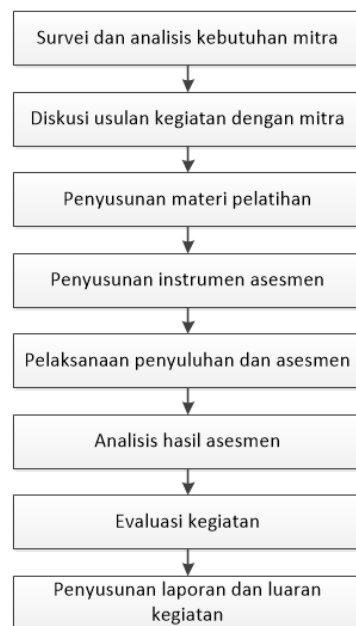 Survei dan analisis kebutuhan mitra
Diskusi usulan kegiatan dengan mitra
Penyusunan materi pelatihan
Penyusunan instrumen asesmen
Pelaksanaan penyuluhan dan asesmen
Analisis hasil asesmen
Evaluasi kegiatan
Penyusunan laporan dan luaran
kegiatan